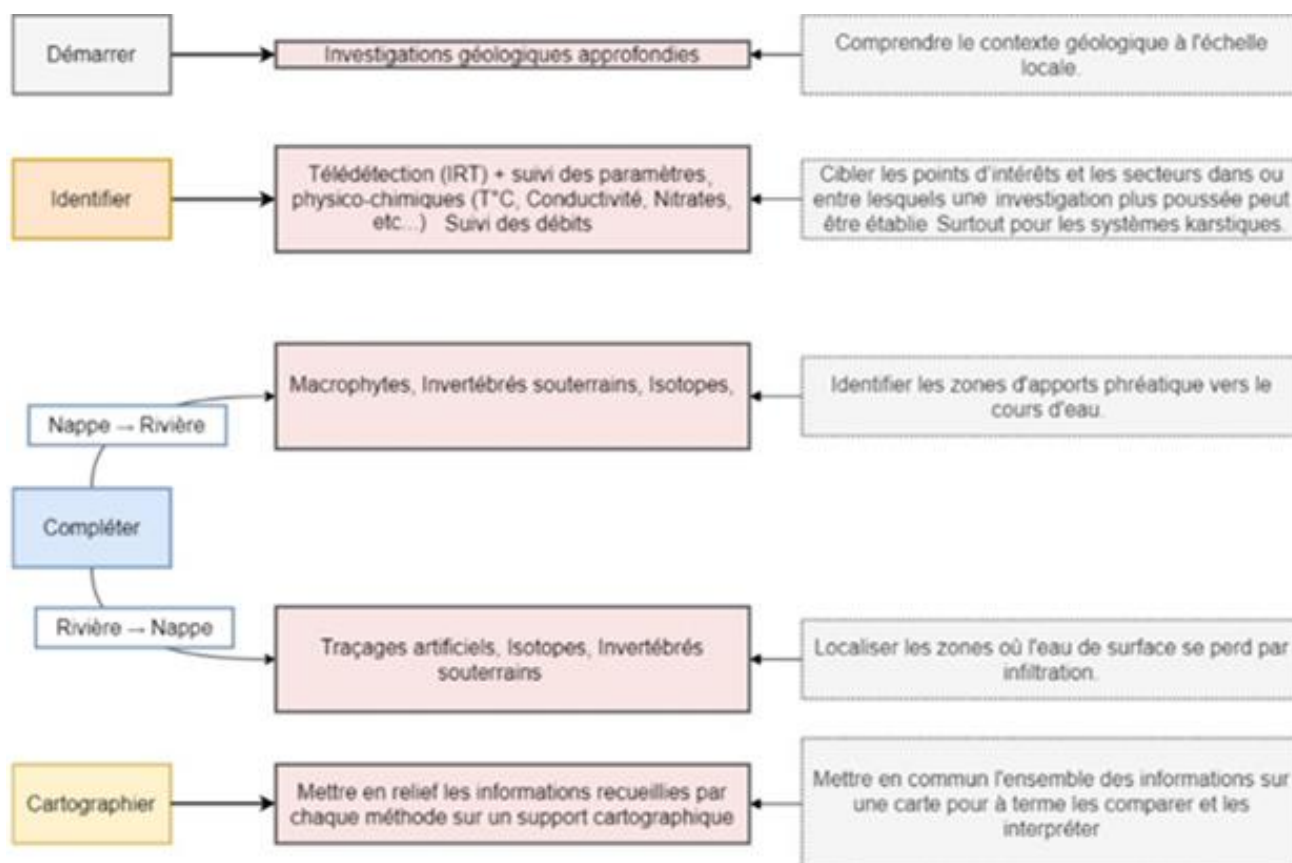 Démarrer
Investigations géologiques approfondies
Comprendre le contexte géologique à l'échelle
locale.
Identifier
Télédétection (IRT) + suivi des paramètres,
physico-chimiques (T°C, Conductivité, Nitrates,
etc...) Suivi des débits
Cibler les points d'intérêts et les secteurs dans ou
entre lesquels une investigation plus poussée peut
être établie Surtout pour les systèmes karstiques.
Nappe → Rivière
Macrophytes, Invertébrés souterrains, Isotopes,
Identifier les zones d'apports phréatique vers le
cours d'eau.
Compléter
Rivière → Nappe
Traçages artificiels, Isotopes, Invertébrés
souterrains
Localiser les zones où l'eau de surface se perd par
infiltration.
Cartographier
Mettre en relief les informations recueillies par
chaque méthode sur un support cartographique
Mettre en commun l'ensemble des informations sur
une carte pour à terme les comparer et les
interpréter